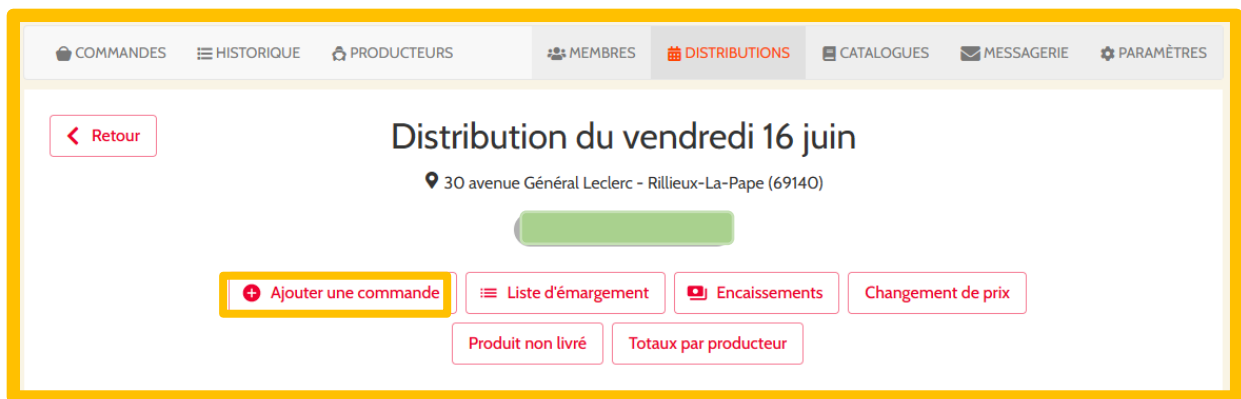 COMMANDES HISTORIQUE PRODUCTEURS MEMBRES DISTRIBUTIONS CATALOGUES MESSAGERIE PARAMÈTRES
Retour
Distribution du vendredi 16 juin
30 avenue Général Leclerc - Rillieux-La-Pape (69140)
Ajouter une commande Liste d'émargement Encaissements Changement de prix
Produit non livré Totaux par producteur